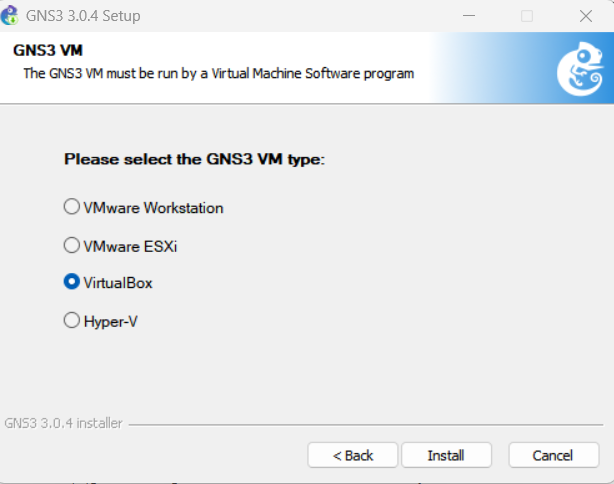 GNS3 3.0.4 Setup
GNS3 VM
The GNS3 VM must be run by a Virtual Machine Software program
Please select the GNS3 VM type:
VMware Workstation
VMware ESXi
VirtualBox
Hyper-V
GNS3 3.0.4 installer
< Back
Install
Cancel